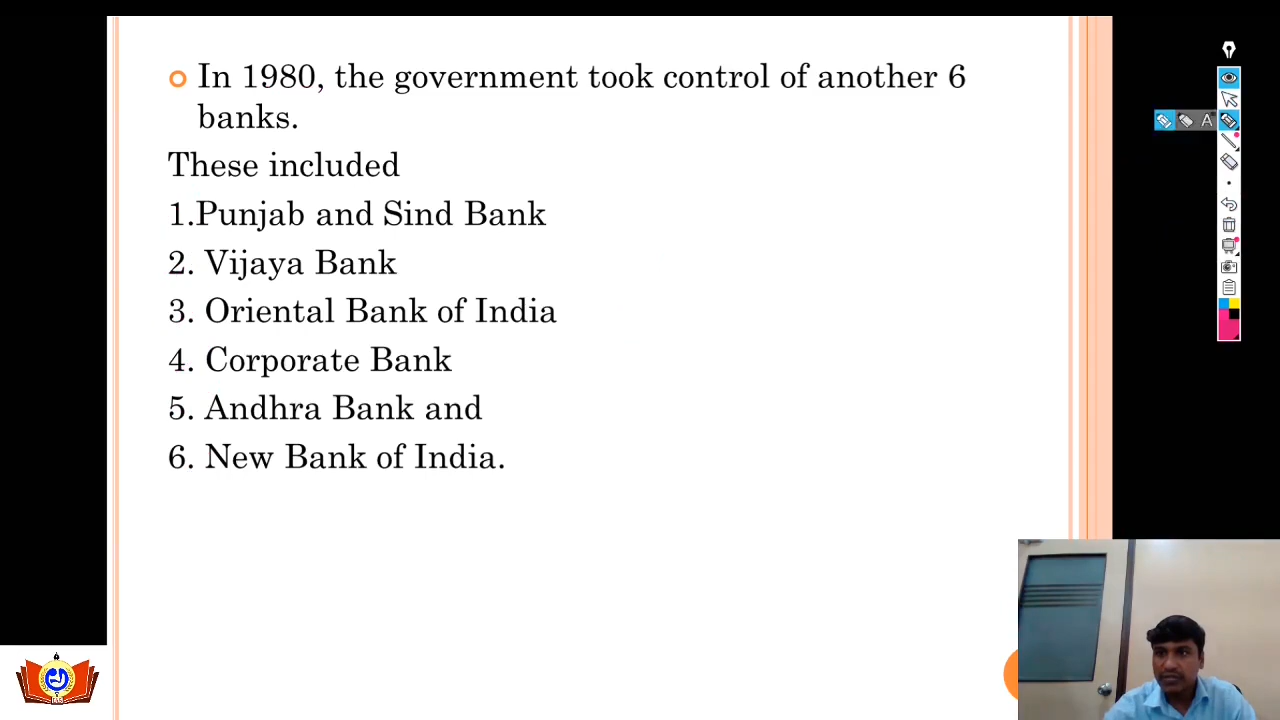 In 1980, the government took control of another 6
banks.
These included
1.Punjab and Sind Bank
2. Vijaya Bank
3. Oriental Bank of India
4. Corporate Bank
5. Andhra Bank and
6. New Bank of India.
A